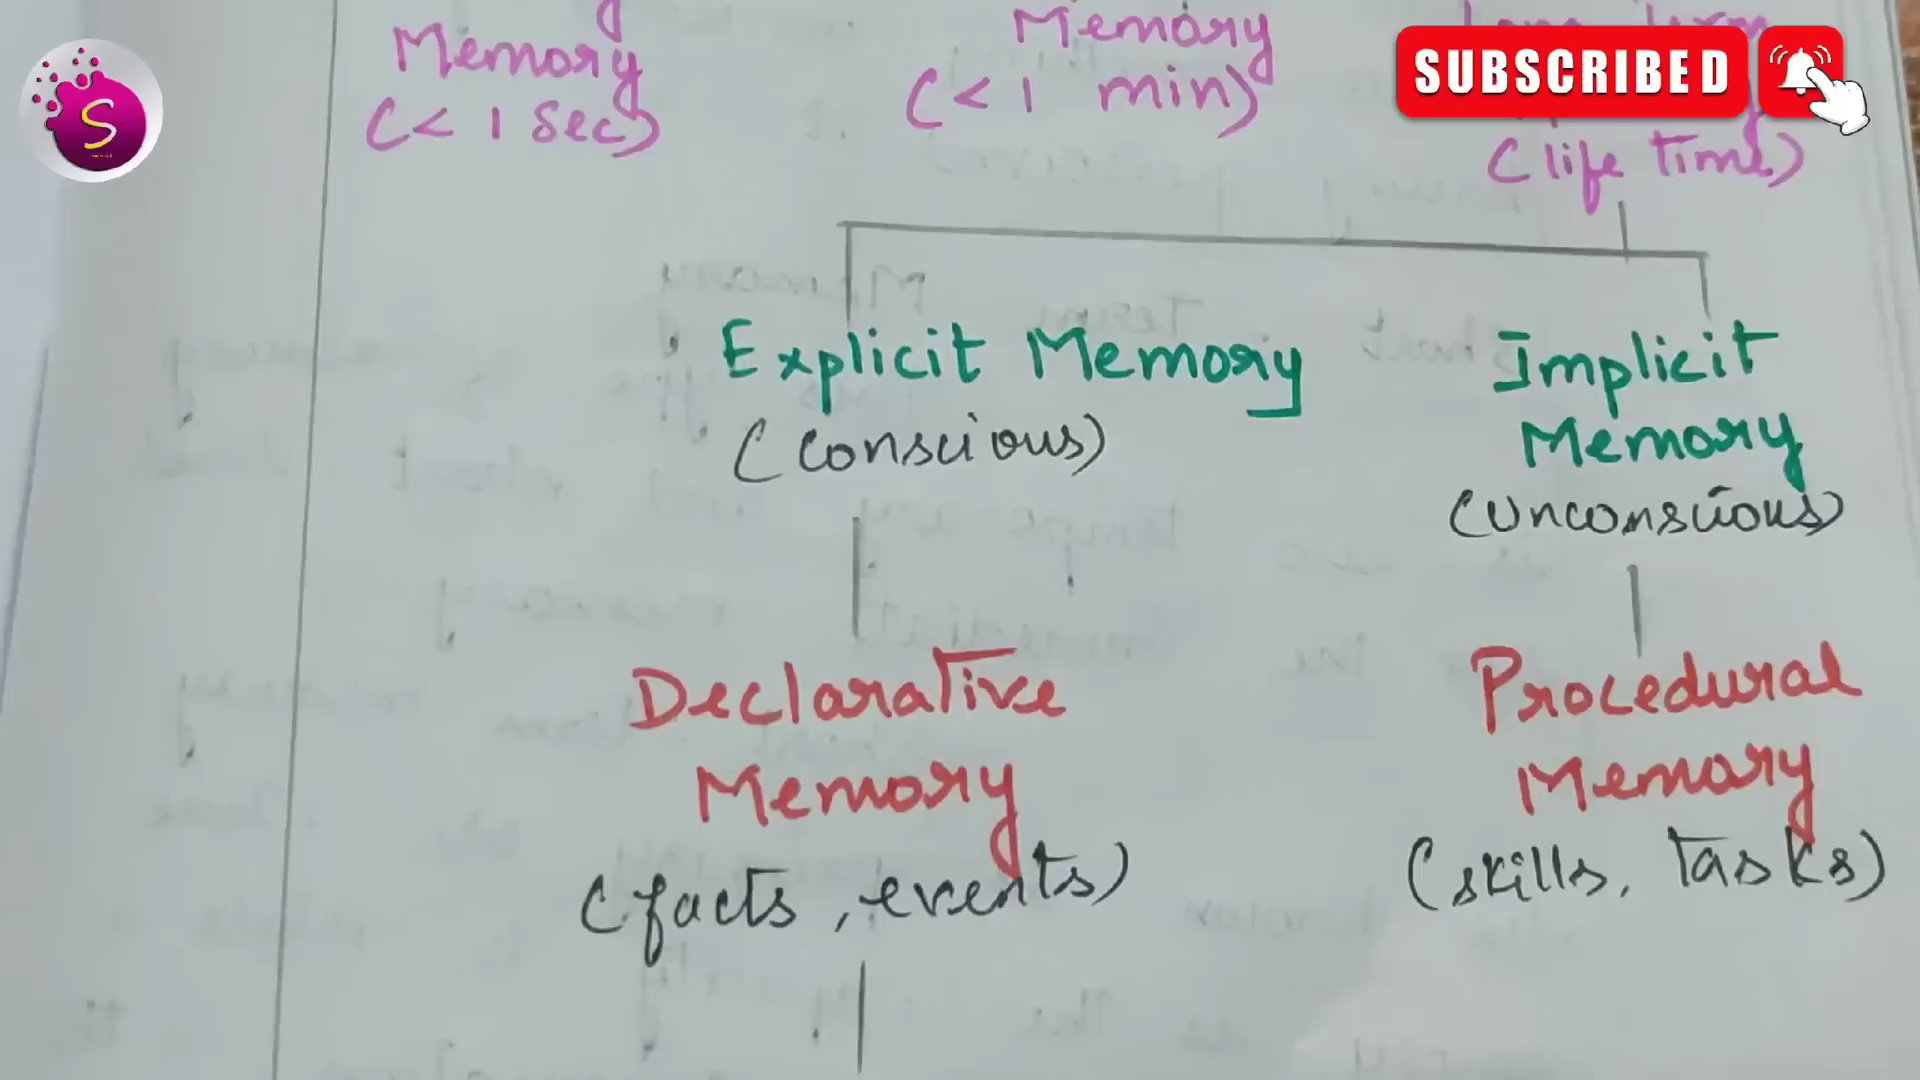 Memory
(< 1 sec)
Memory
(< 1 min)
(life time)
SUBSCRIBED
S
Explicit Memory
(conscious)
Implicit
Memory
(Unconscious)
Declarative
Memory
(facts, events)
Procedural
Memory
(skills, Tasks)